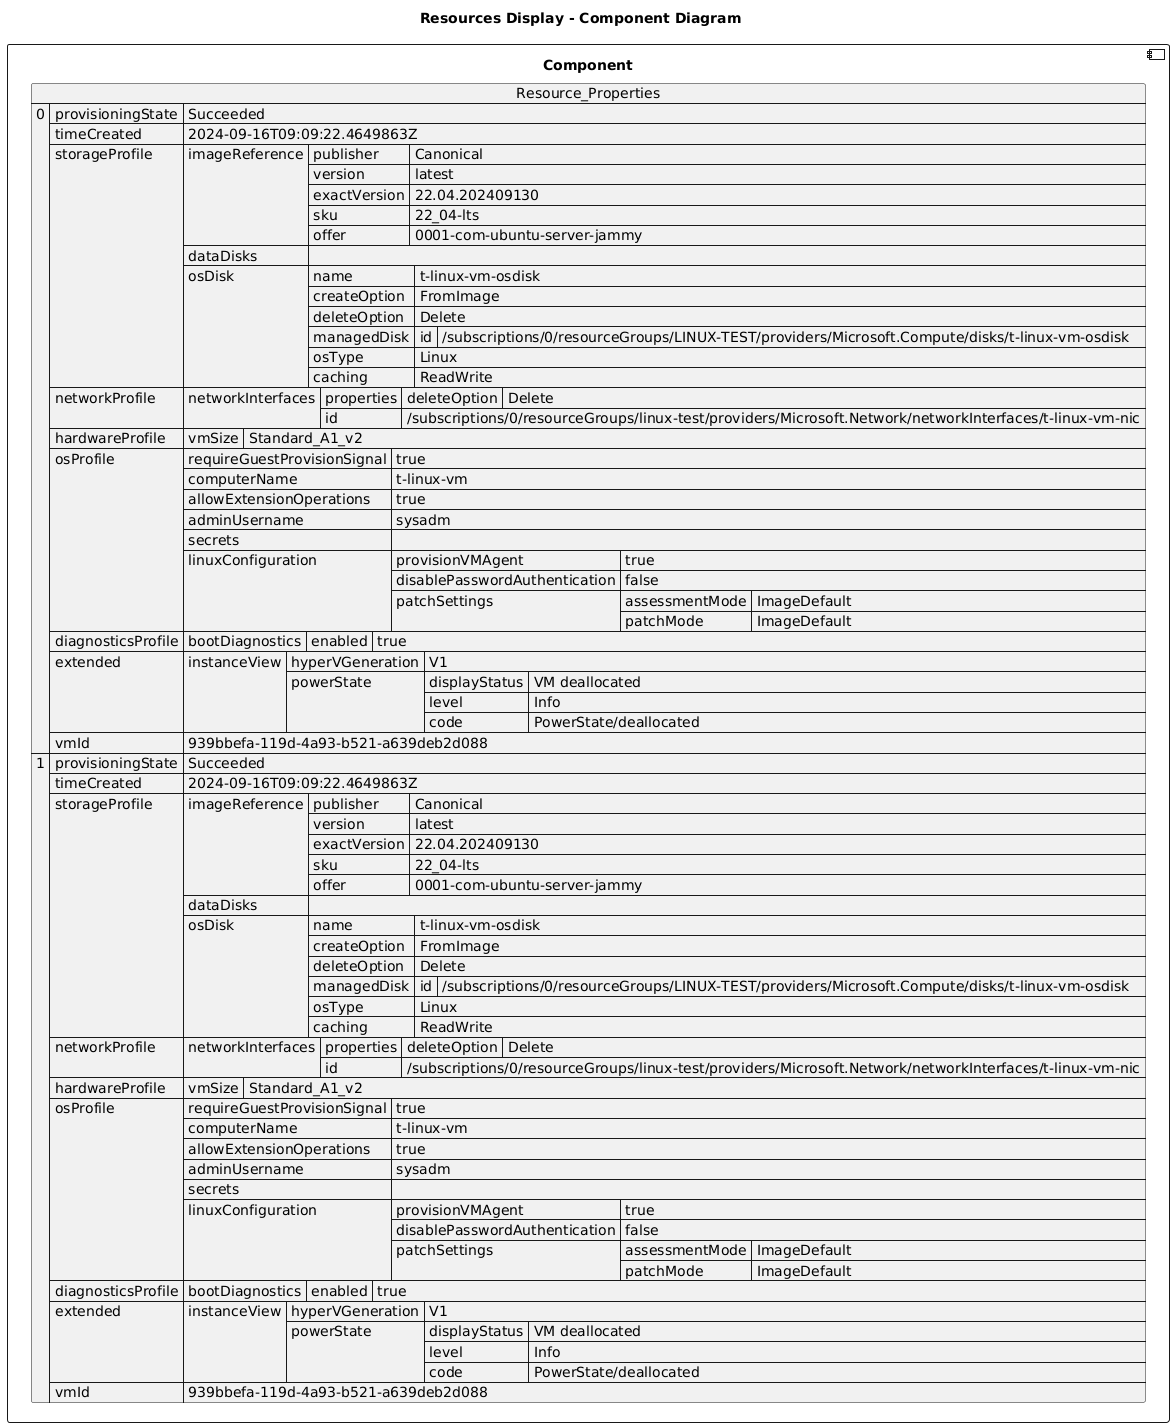 Resources Display - Component Diagram
Component
Resource_Properties
0 provisioningState Succeeded
timeCreated 2024-09-16T09:09:22.4649863Z
storageProfile imageReference publisher Canonical
version latest
exactVersion 22.04.202409130
sku 22_04-lts
offer 0001-com-ubuntu-server-jammy
dataDisks
osDisk name t-linux-vm-osdisk
createOption FromImage
deleteOption Delete
managedDisk id /subscriptions/0/resourceGroups/LINUX-TEST/providers/Microsoft.Compute/disks/t-linux-vm-osdisk
osType Linux
caching ReadWrite
networkProfile networkInterfaces properties deleteOption Delete
id /subscriptions/0/resourceGroups/linux-test/providers/Microsoft.Network/networkInterfaces/t-linux-vm-nic
hardwareProfile vmSize Standard_A1_v2
osProfile requireGuestProvisionSignal true
computerName t-linux-vm
allowExtensionOperations true
adminUsername sysadm
secrets
linuxConfiguration provisionVMAgent true
disablePasswordAuthentication false
patchSettings assessmentMode ImageDefault
patchMode ImageDefault
diagnosticsProfile bootDiagnostics enabled true
extended instanceView hyperVGeneration V1
powerState displayStatus VM deallocated
level Info
code PowerState/deallocated
vmId 939bbefa-119d-4a93-b521-a639deb2d088
1 provisioningState Succeeded
timeCreated 2024-09-16T09:09:22.4649863Z
storageProfile imageReference publisher Canonical
version latest
exactVersion 22.04.202409130
sku 22_04-lts
offer 0001-com-ubuntu-server-jammy
dataDisks
osDisk name t-linux-vm-osdisk
createOption FromImage
deleteOption Delete
managedDisk id /subscriptions/0/resourceGroups/LINUX-TEST/providers/Microsoft.Compute/disks/t-linux-vm-osdisk
osType Linux
caching ReadWrite
networkProfile networkInterfaces properties deleteOption Delete
id /subscriptions/0/resourceGroups/linux-test/providers/Microsoft.Network/networkInterfaces/t-linux-vm-nic
hardwareProfile vmSize Standard_A1_v2
osProfile requireGuestProvisionSignal true
computerName t-linux-vm
allowExtensionOperations true
adminUsername sysadm
secrets
linuxConfiguration provisionVMAgent true
disablePasswordAuthentication false
patchSettings assessmentMode ImageDefault
patchMode ImageDefault
diagnosticsProfile bootDiagnostics enabled true
extended instanceView hyperVGeneration V1
powerState displayStatus VM deallocated
level Info
code PowerState/deallocated
vmId 939bbefa-119d-4a93-b521-a639deb2d088